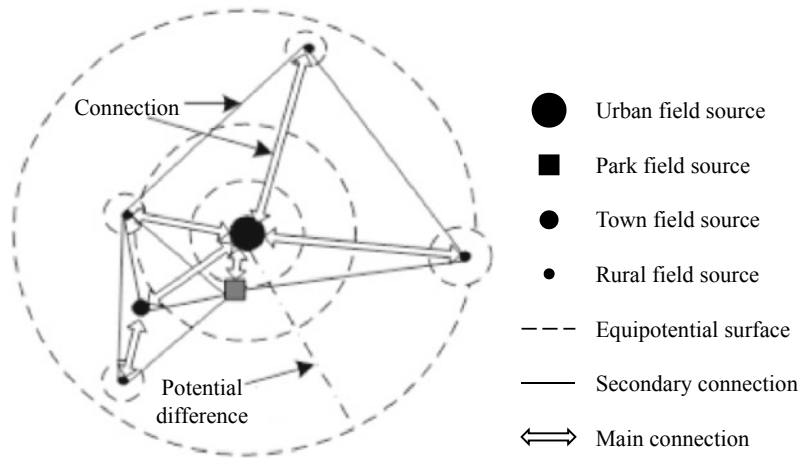 Connection
Potential
difference
Urban field source
Park field source
Town field source
Rural field source
Equipotential surface
Secondary connection
Main connection